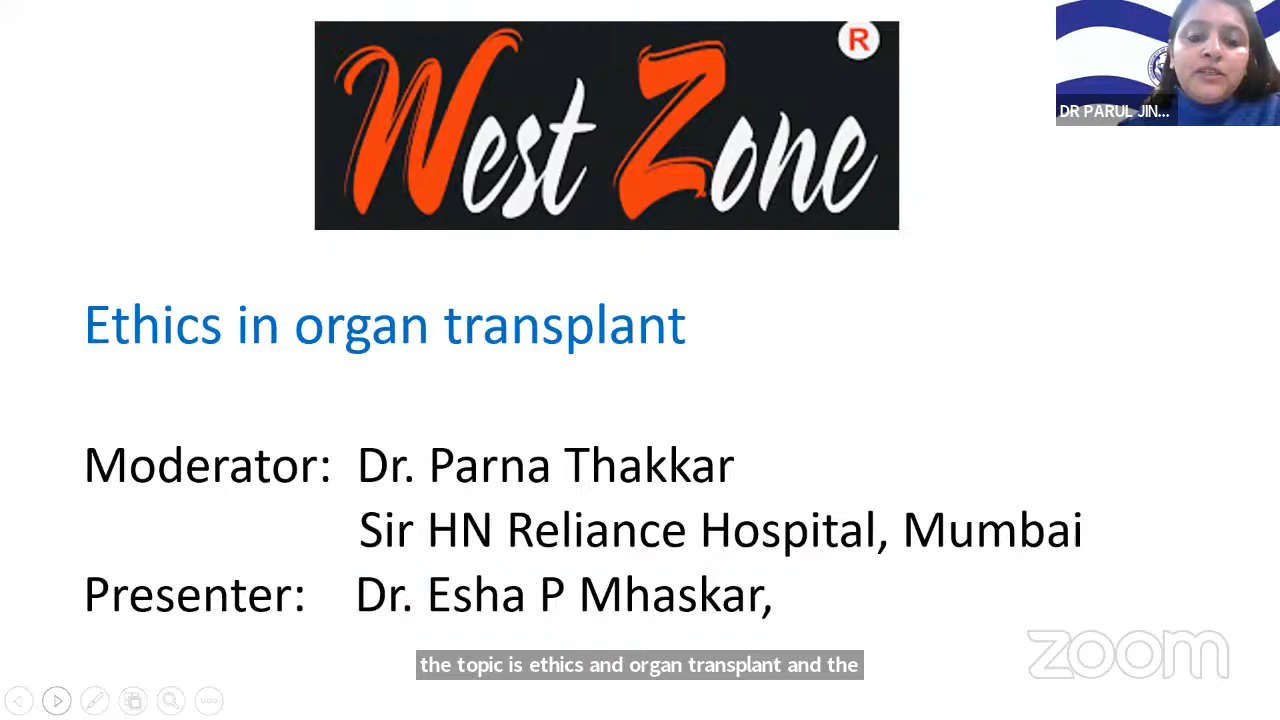 West Zone
R
DR PARUL JIN...
Ethics in organ transplant
Moderator: Dr. Parna Thakkar
Sir HN Reliance Hospital, Mumbai
Presenter: Dr. Esha P Mhaskar,
the topic is ethics and organ transplant and the
zoom